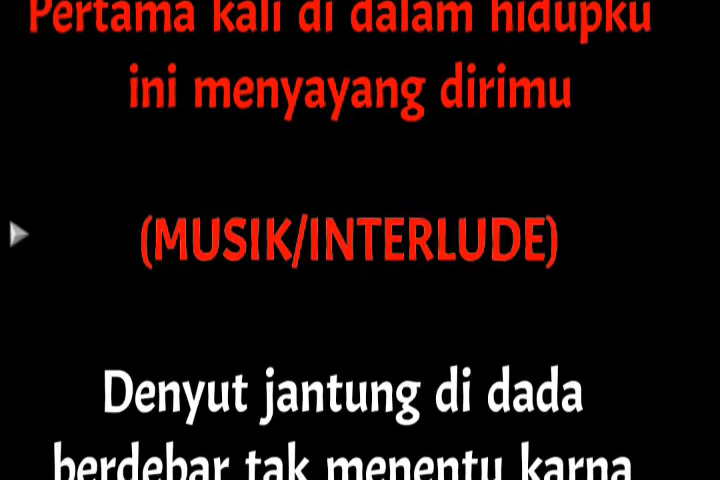 Pertama kali di dalam hidupku
ini menyayang dirimu
(MUSIK/INTERLUDE)
Denyut jantung di dada
berdebar tak menentu karna